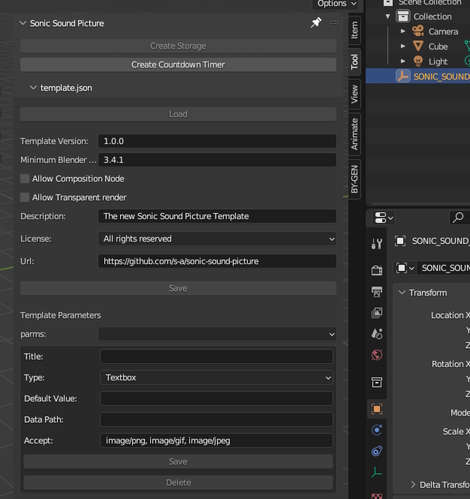 Options
Sonic Sound Picture
Create Storage
Create Countdown Timer
template.json
Load
Template Version: 1.0.0
Minimum Blender ... 3.4.1
Allow Composition Node
Allow Transparent render
Description: The new Sonic Sound Picture Template
License: All rights reserved
Url: https://github.com/s-a/sonic-sound-picture
Save
Template Parameters
parms:
Title:
Type: Textbox
Default Value:
Data Path:
Accept: image/png, image/gif, image/jpeg
Save
Delete
Item
Tool
View
Animate
BY-GEN
Scene Collection
Collection
Camera
Cube
Light
SONIC_SOUND
SONIC_SOUND_
SONIC_SOUN
Transform
Location X
Y
Z
Rotation X
Y
Z
Mode
Scale X
Y
Z
Delta Transfo